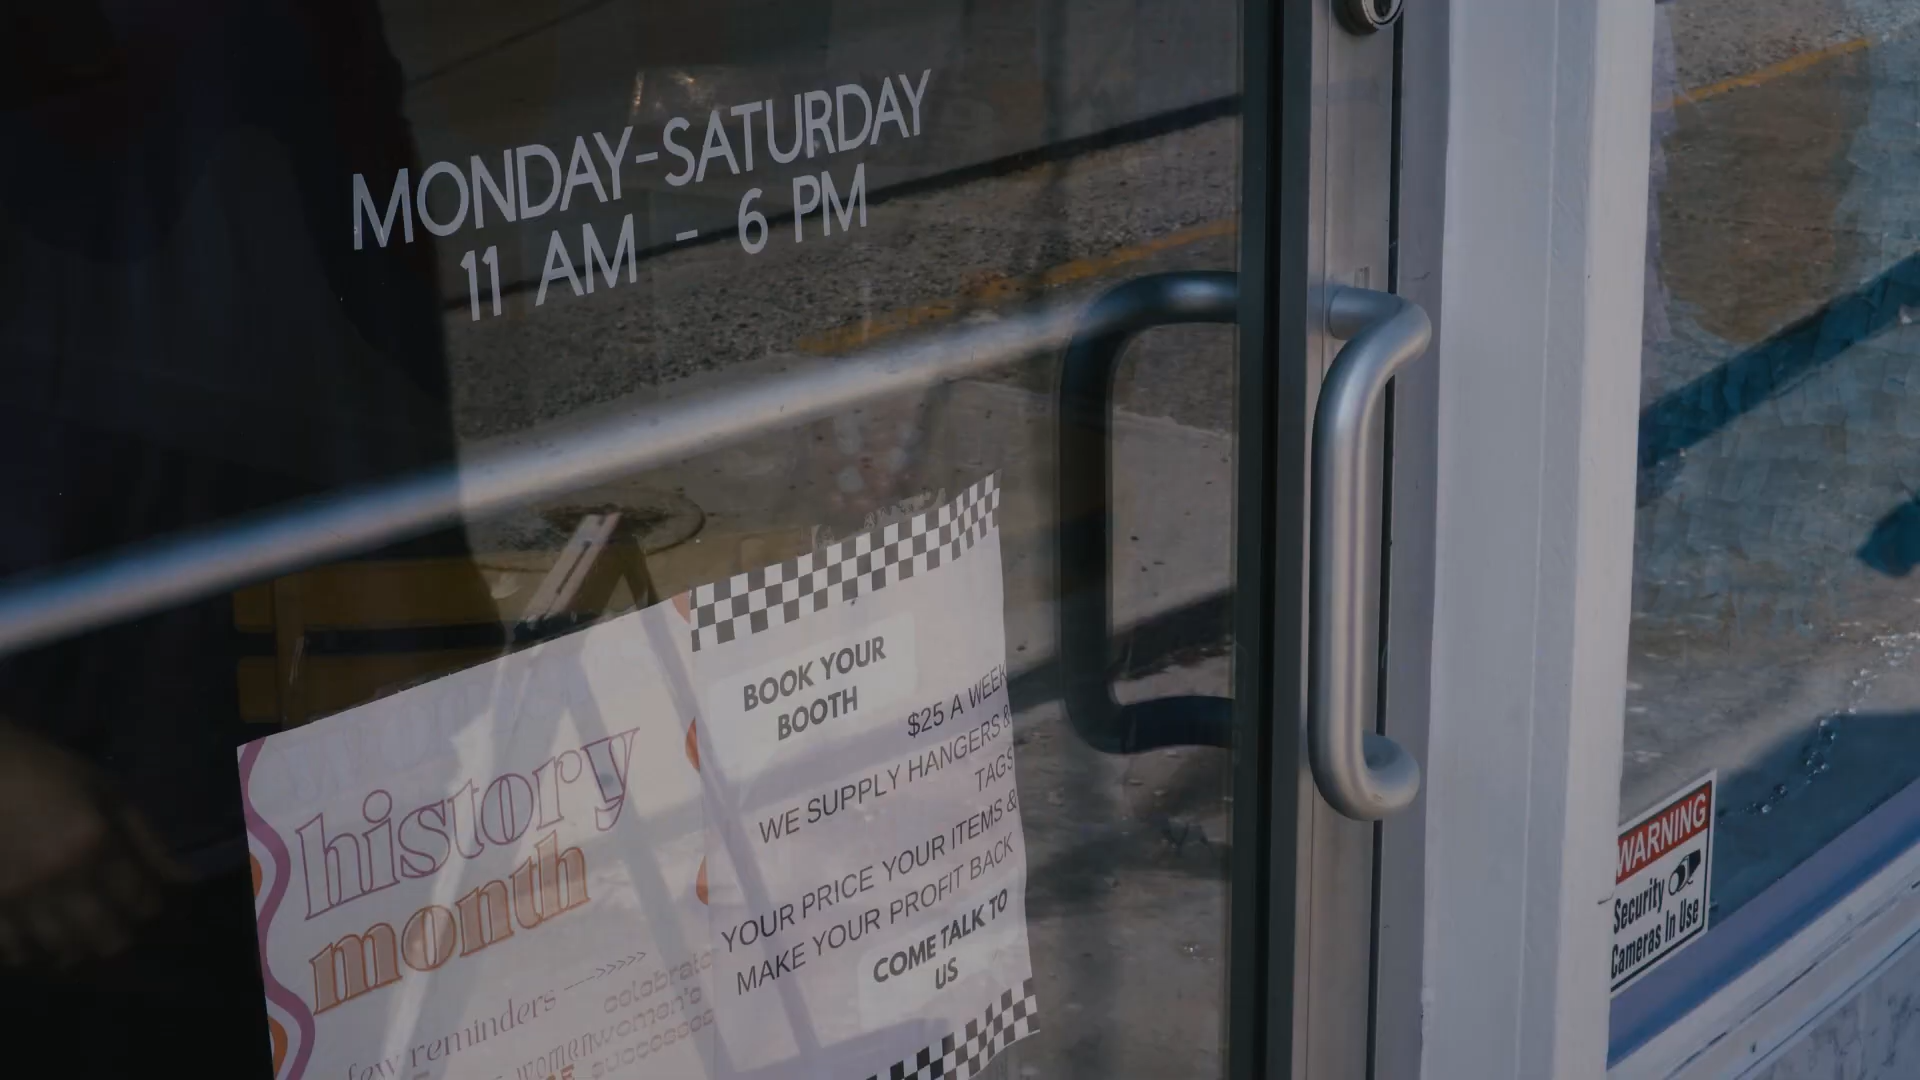 MONDAY-SATURDAY
11 AM - 6 PM
BOOK YOUR
BOOTH
$25 A WEEK
WE SUPPLY HANGERS &
TAGS
YOUR PRICE YOUR ITEMS &
MAKE YOUR PROFIT BACK
COME TALK TO
US
history
month
few reminders --->>>>>
celebrate
women women's
successes
WARNING
Security
Cameras In Use